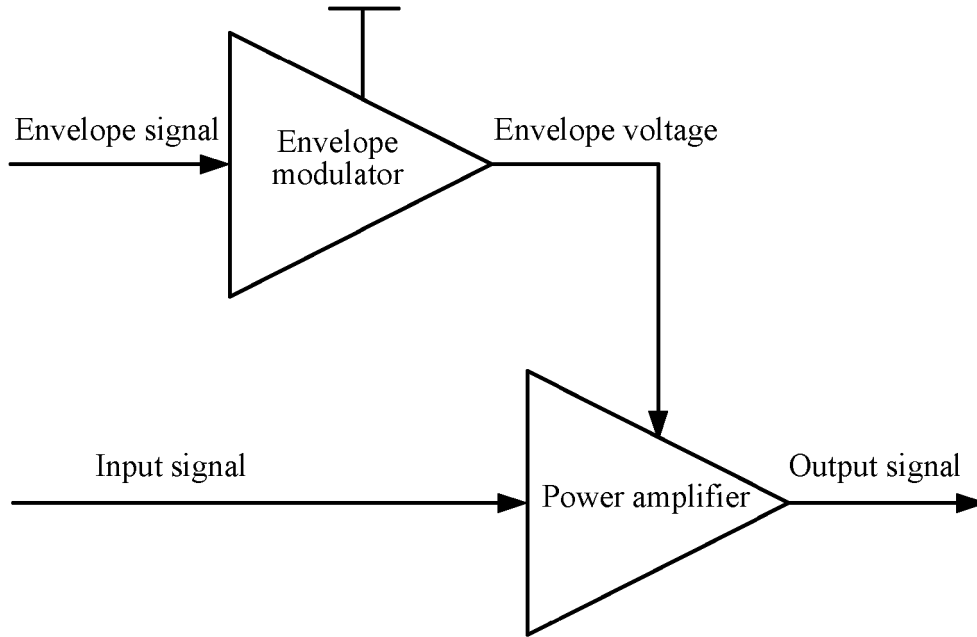 Envelope signal
Envelope
modulator
Envelope voltage
Input signal
Power amplifier
Output signal